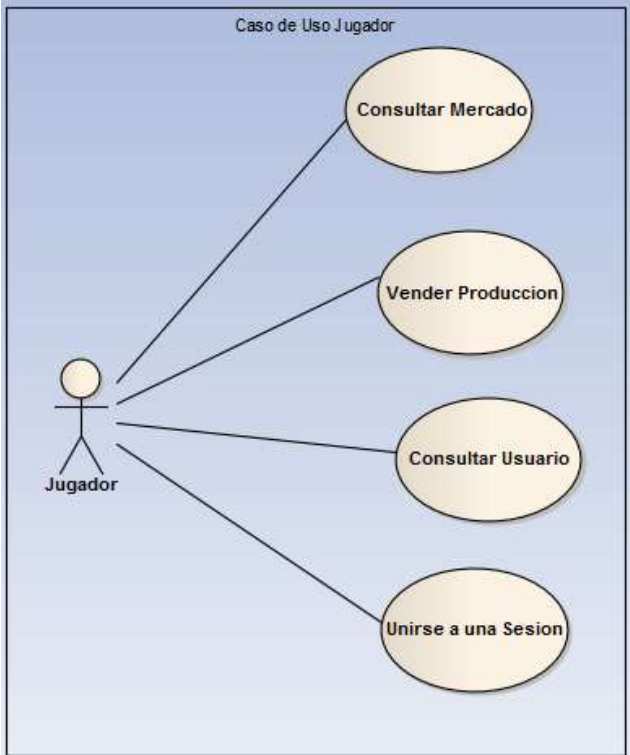 Caso de Uso Jugador
Consultar Mercado
Vender Produccion
Consultar Usuario
Jugador
Unirse a una Sesion